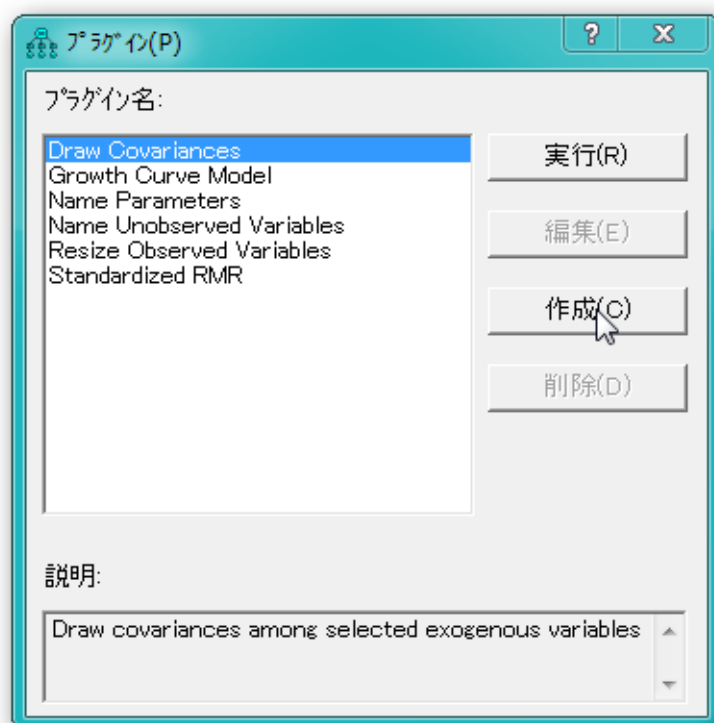 プラグイン(P)
プラグイン名:
Draw Covariances
Growth Curve Model
Name Parameters
Name Unobserved Variables
Resize Observed Variables
Standardized RMR
実行(R)
編集(E)
作成(C)
削除(D)
説明:
Draw covariances among selected exogenous variables